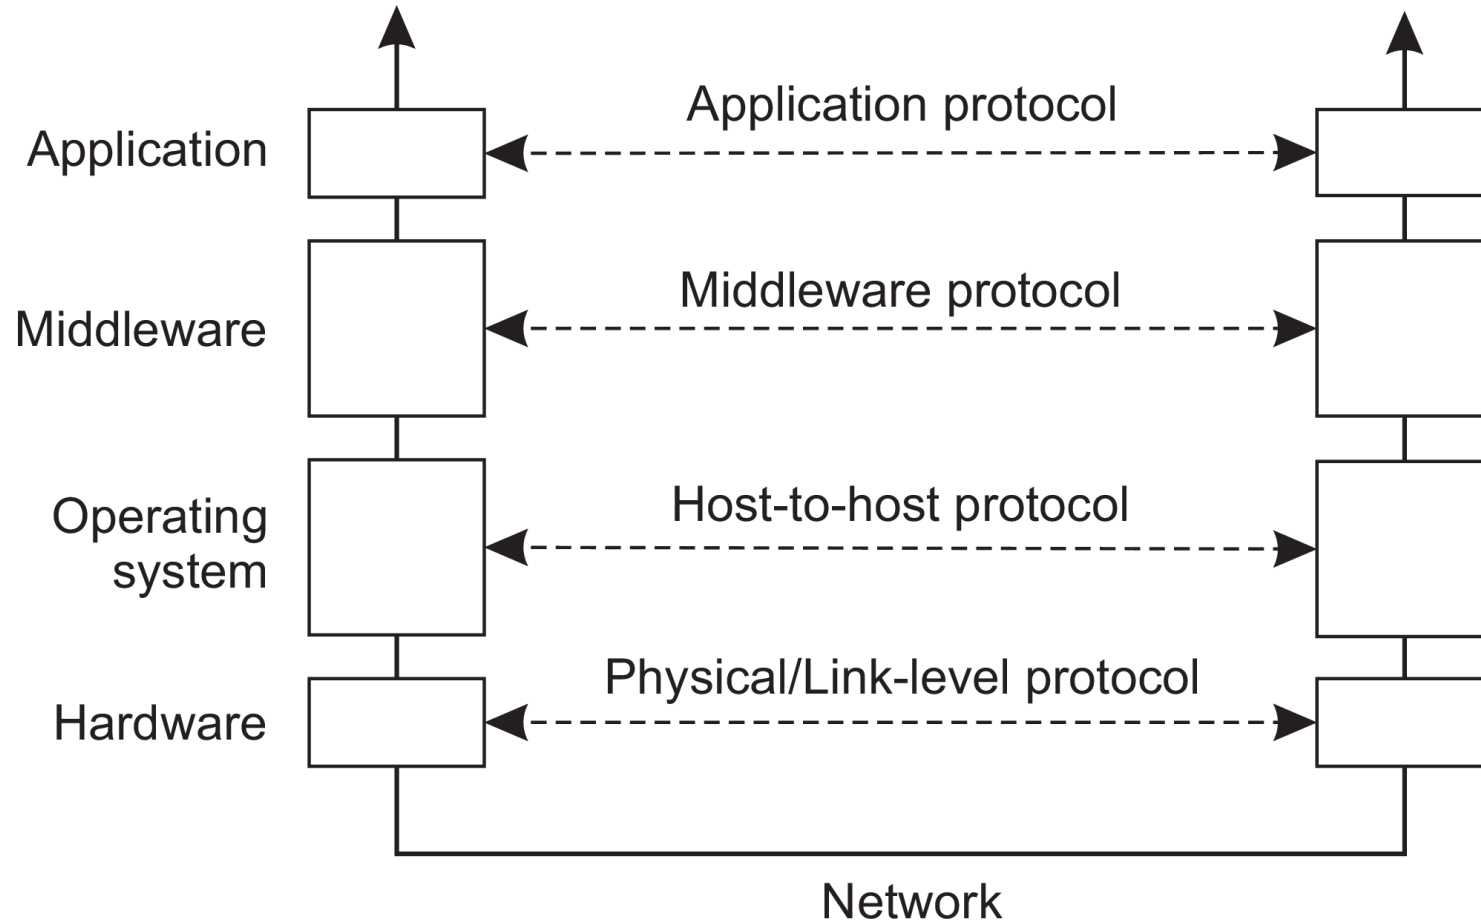 Application protocol
Application
Middleware protocol
Middleware
Host-to-host protocol
Operating
system
Physical/Link-level protocol
Hardware
Network